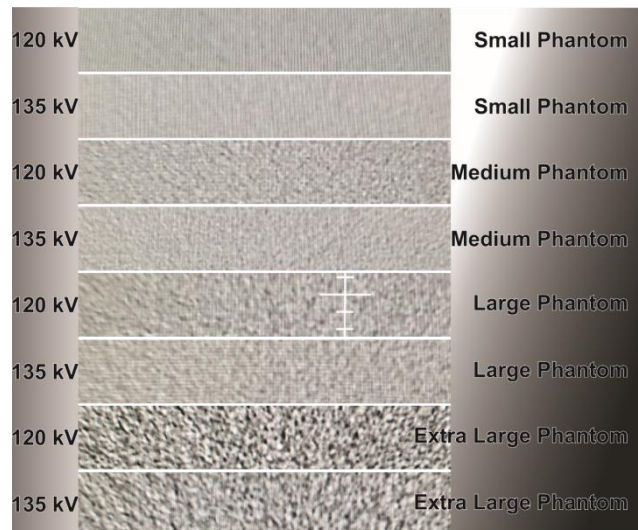 120 kV Small Phantom
135 kV Small Phantom
120 kV Medium Phantom
135 kV Medium Phantom
120 kV Large Phantom
135 kV Large Phantom
120 kV Extra Large Phantom
135 kV Extra Large Phantom